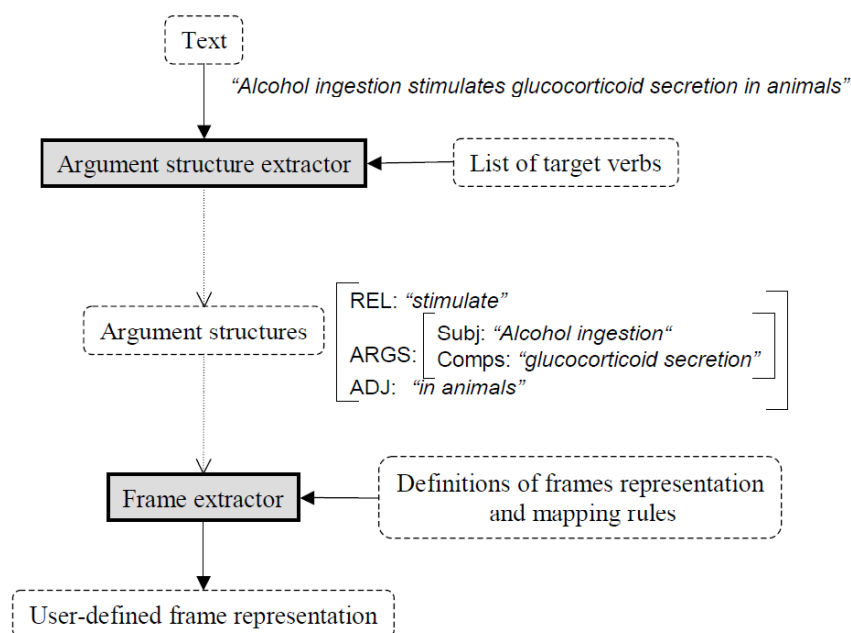 Text
“Alcohol ingestion stimulates glucocorticoid secretion in animals”
Argument structure extractor
List of target verbs
Argument structures
REL: “stimulate”
ARGS:
Subj: “Alcohol ingestion“
Comps: “glucocorticoid secretion”
ADJ: “in animals”
Frame extractor
Definitions of frames representation
and mapping rules
User-defined frame representation